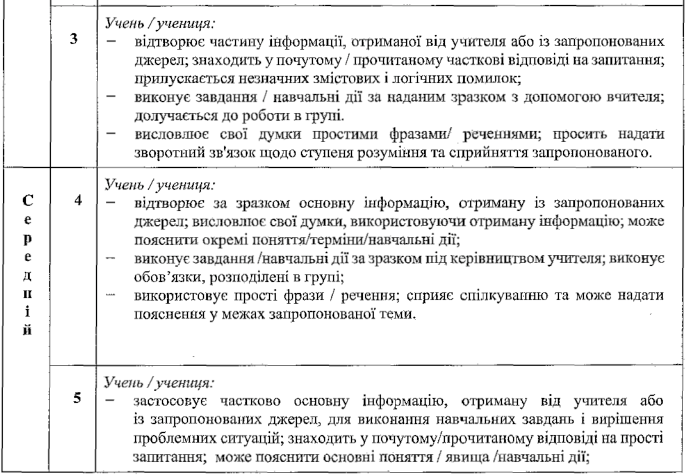 3
Учень / учениця:
– відтворює частину інформації, отриманої від учителя або із запропонованих
джерел; знаходить у почутому / прочитаному часткові відповіді на запитання;
припускається незначних змістових і логічних помилок;
– виконує завдання / навчальні дії за наданим зразком з допомогою вчителя;
долучається до роботи в групі.
– висловлює свої думки простими фразами/ реченнями; просить надати
зворотний зв'язок щодо ступеня розуміння та сприйняття запропонованого.
Середній
4
Учень / учениця:
– відтворює за зразком основну інформацію, отриману із запропонованих
джерел; висловлює свої думки, використовуючи отриману інформацію; може
пояснити окремі поняття/терміни/навчальні дії;
– виконує завдання /навчальні дії за зразком під керівництвом учителя; виконує
обов’язки, розподілені в групі;
– використовує прості фрази / речення; сприяє спілкуванню та може надати
пояснення у межах запропонованої теми.
5
Учень / учениця:
– застосовує частково основну інформацію, отриману від учителя або
із запропонованих джерел, для виконання навчальних завдань і вирішення
проблемних ситуацій; знаходить у почутому/прочитаному відповіді на прості
запитання; може пояснити основні поняття / явища /навчальні дії;